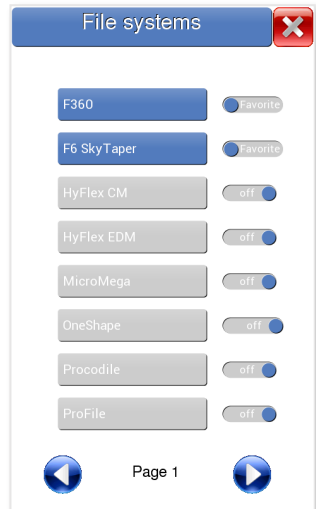 File systems
F360 Favorite
F6 SkyTaper Favorite
HyFlex CM off
HyFlex EDM off
MicroMega off
OneShape off
Procodile off
ProFile off
Page 1